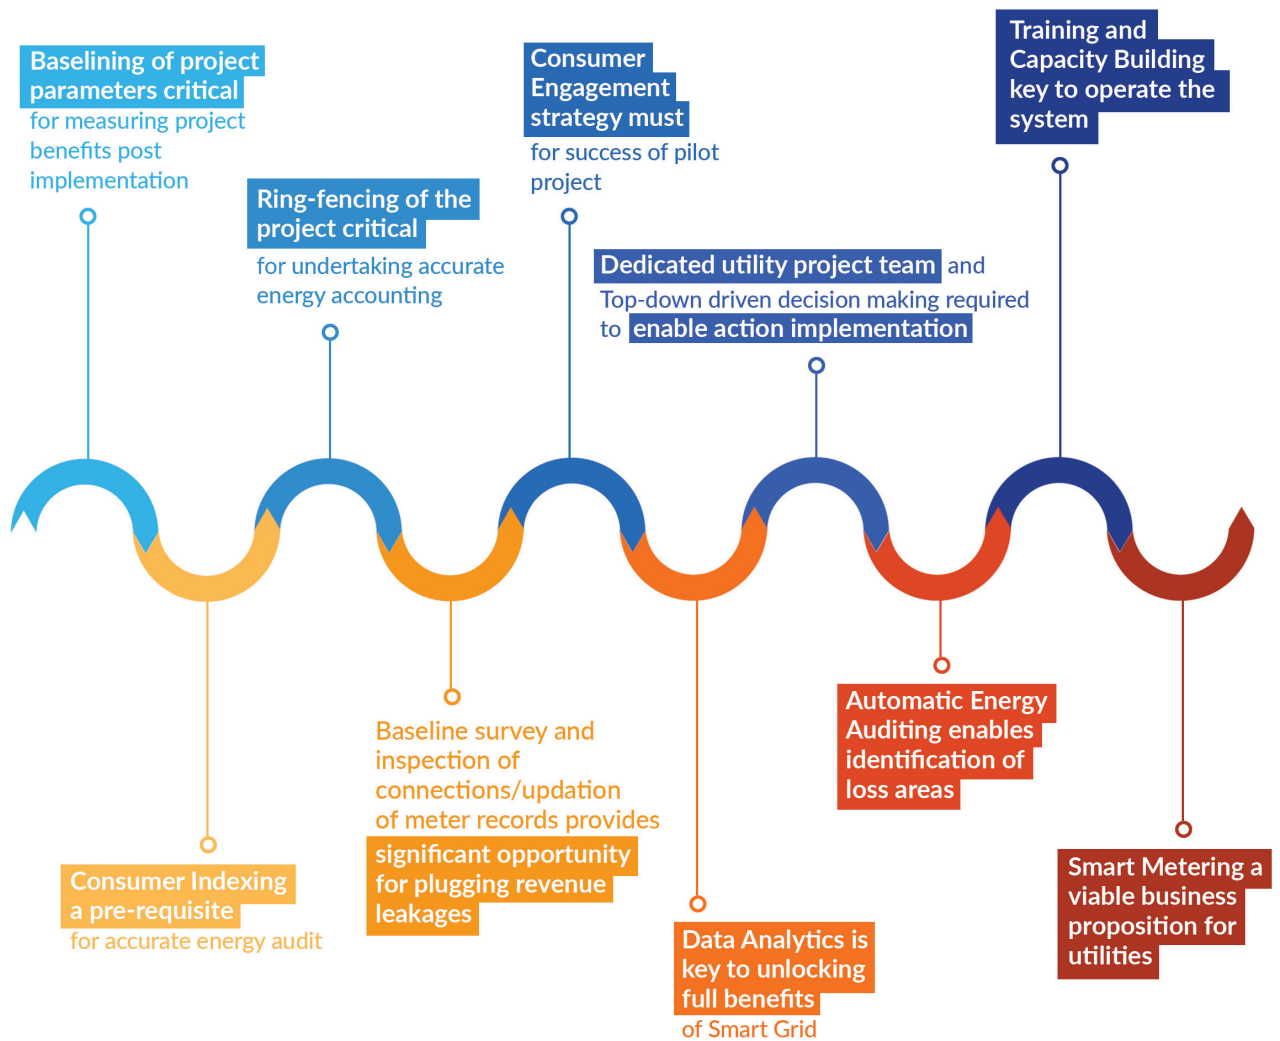 Baselining of project
parameters critical
for measuring project
benefits post
implementation
Consumer Indexing
a pre-requisite
for accurate energy audit
Ring-fencing of the
project critical
for undertaking accurate
energy accounting
Baseline survey and
inspection of
connections/updation
of meter records provides
significant opportunity
for plugging revenue
leakages
Consumer
Engagement
strategy must
for success of pilot
project
Data Analytics is
key to unlocking
full benefits
of Smart Grid
Dedicated utility project team and
Top-down driven decision making required
to enable action implementation
Automatic Energy
Auditing enables
identification of
loss areas
Training and
Capacity Building
key to operate the
system
Smart Metering a
viable business
proposition for
utilities